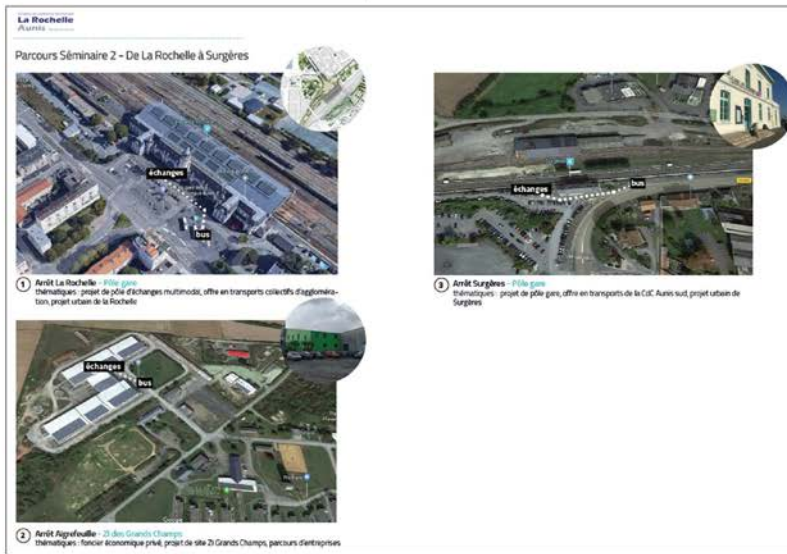 La Rochelle
Aunis
Parcours Séminaire 2 - De La Rochelle à Surgères
échanges
bus
1 Arrêt La Rochelle - Pôle gare
thématiques : projet de pôle d'échanges multimodal, offre en transports collectifs d'aggloméra-
tion, projet urbain de la Rochelle
échanges
bus
2 Arrêt Aigrefeuille - ZI des Grands Champs
thématiques : foncier économique privé, projet de site ZI Grands Champs, parcours d'entreprises
échanges
bus
3 Arrêt Surgères - Pôle gare
thématiques : projet de pôle gare, offre en transports de la CdC Aunis sud, projet urbain de
Surgères